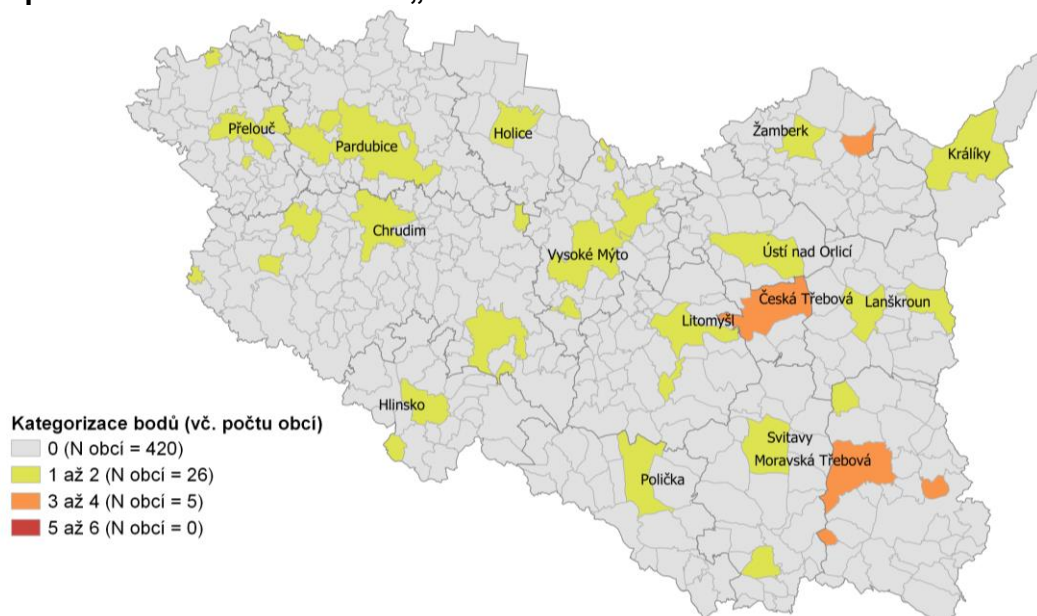 „
Žamberk
Holice
Přelouč
Pardubice
Králíky
Chrudim
Vysoké Mýto
Ústí nad Orlicí
Česká Třebová
Lanškroun
Litomyšl
Hlinsko
Svitavy
Moravská Třebová
Polička
Kategorizace bodů (vč. počtu obcí)
0 (N obcí = 420)
1 až 2 (N obcí = 26)
3 až 4 (N obcí = 5)
5 až 6 (N obcí = 0)